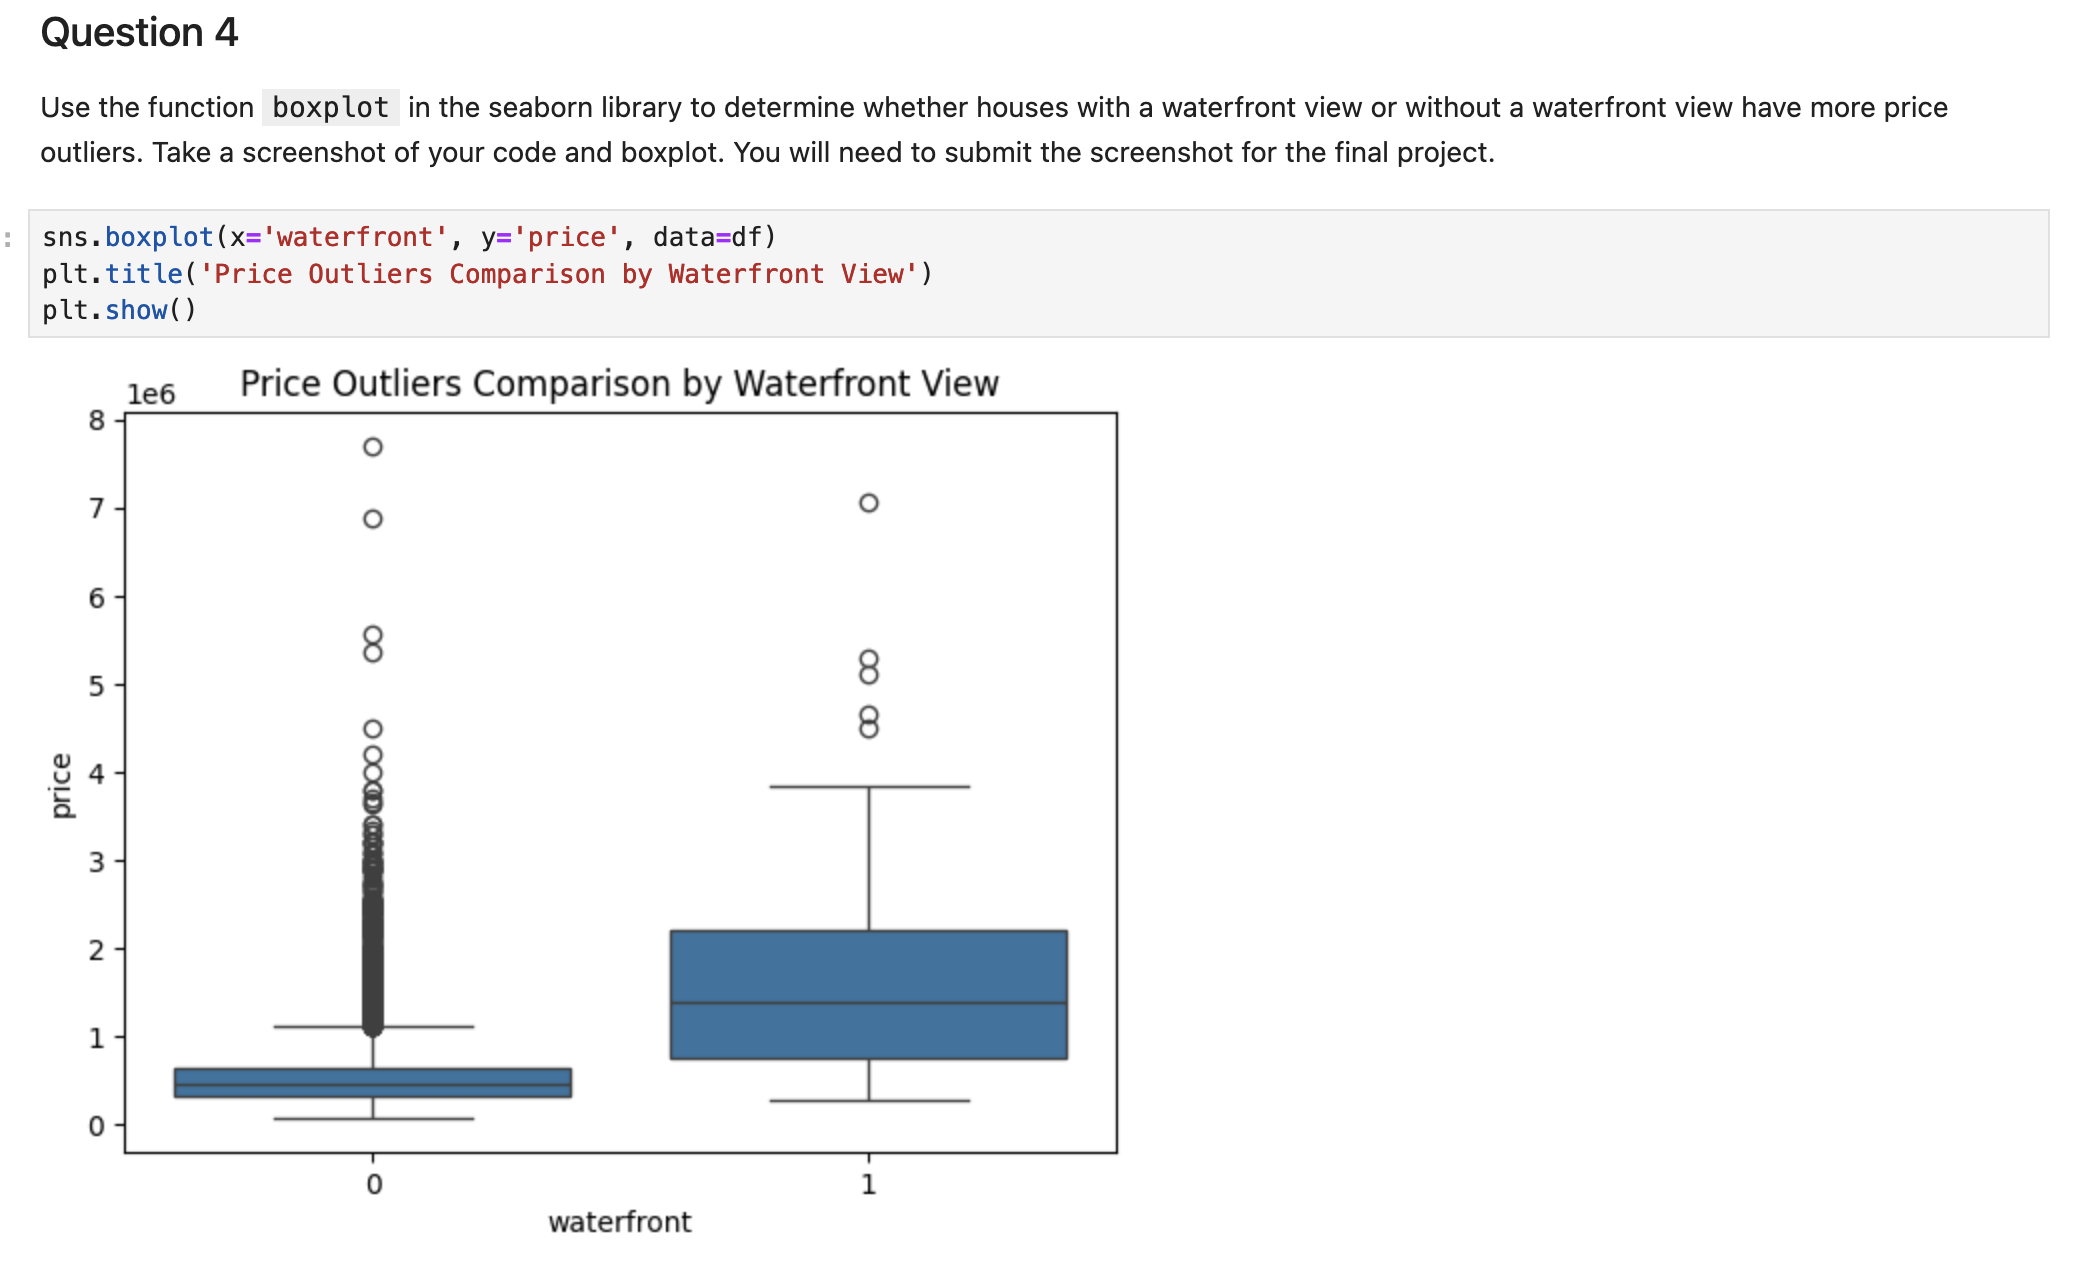 Question 4
Use the function boxplot in the seaborn library to determine whether houses with a waterfront view or without a waterfront view have more price
outliers. Take a screenshot of your code and boxplot. You will need to submit the screenshot for the final project.
:
sns.boxplot(x='waterfront', y='price', data=df)
plt.title('Price Outliers Comparison by Waterfront View')
plt.show()
Price Outliers Comparison by Waterfront View
1e6
8
7
6
5
4
3
2
1
0
price
0 1
waterfront